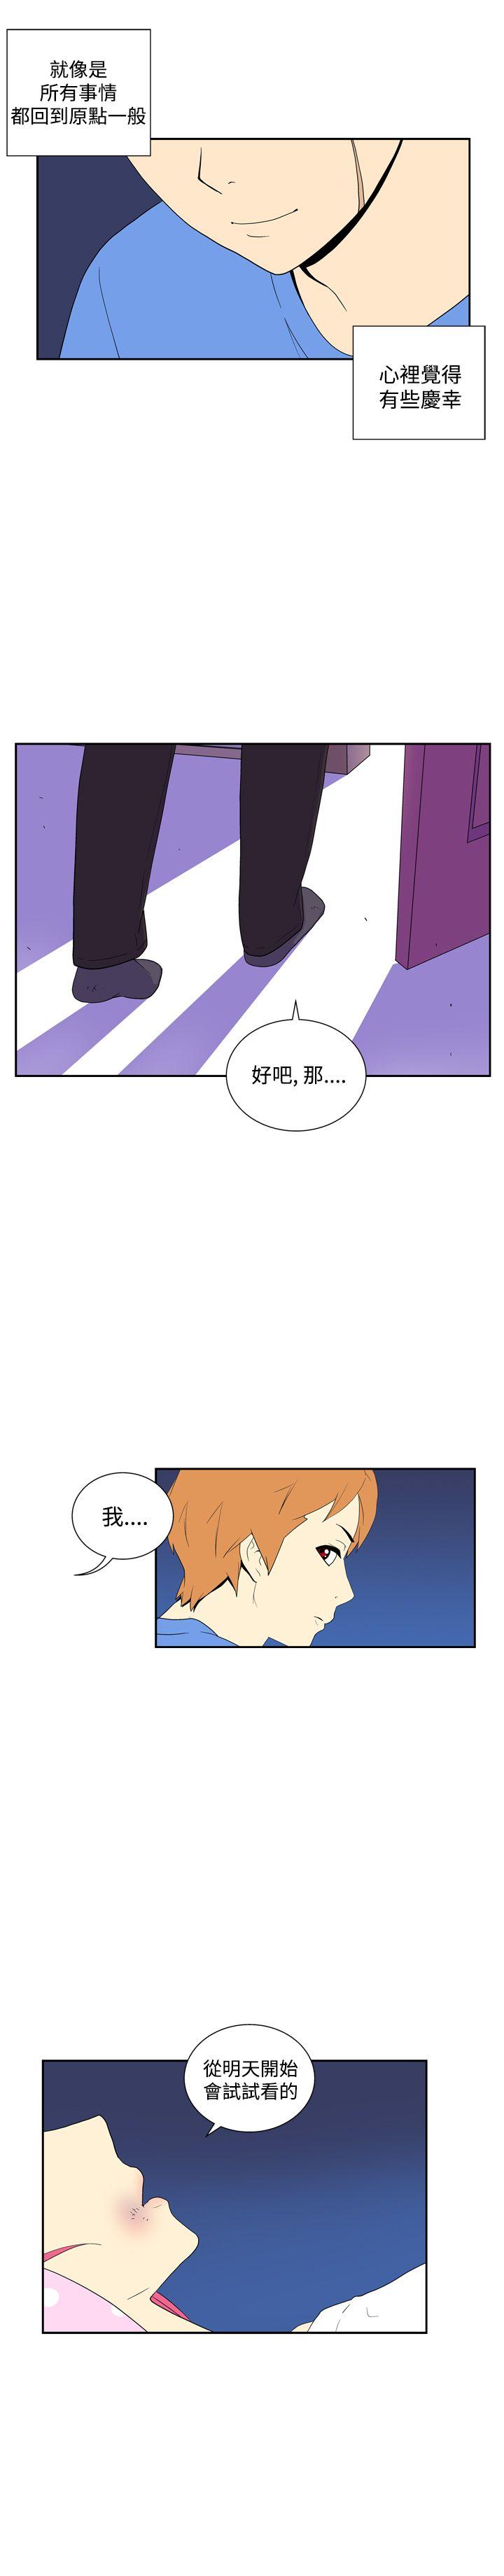 就像是
所有事情
都回到原點一般
心裡覺得
有些慶幸
好吧, 那....
我....
從明天開始
會試試看的